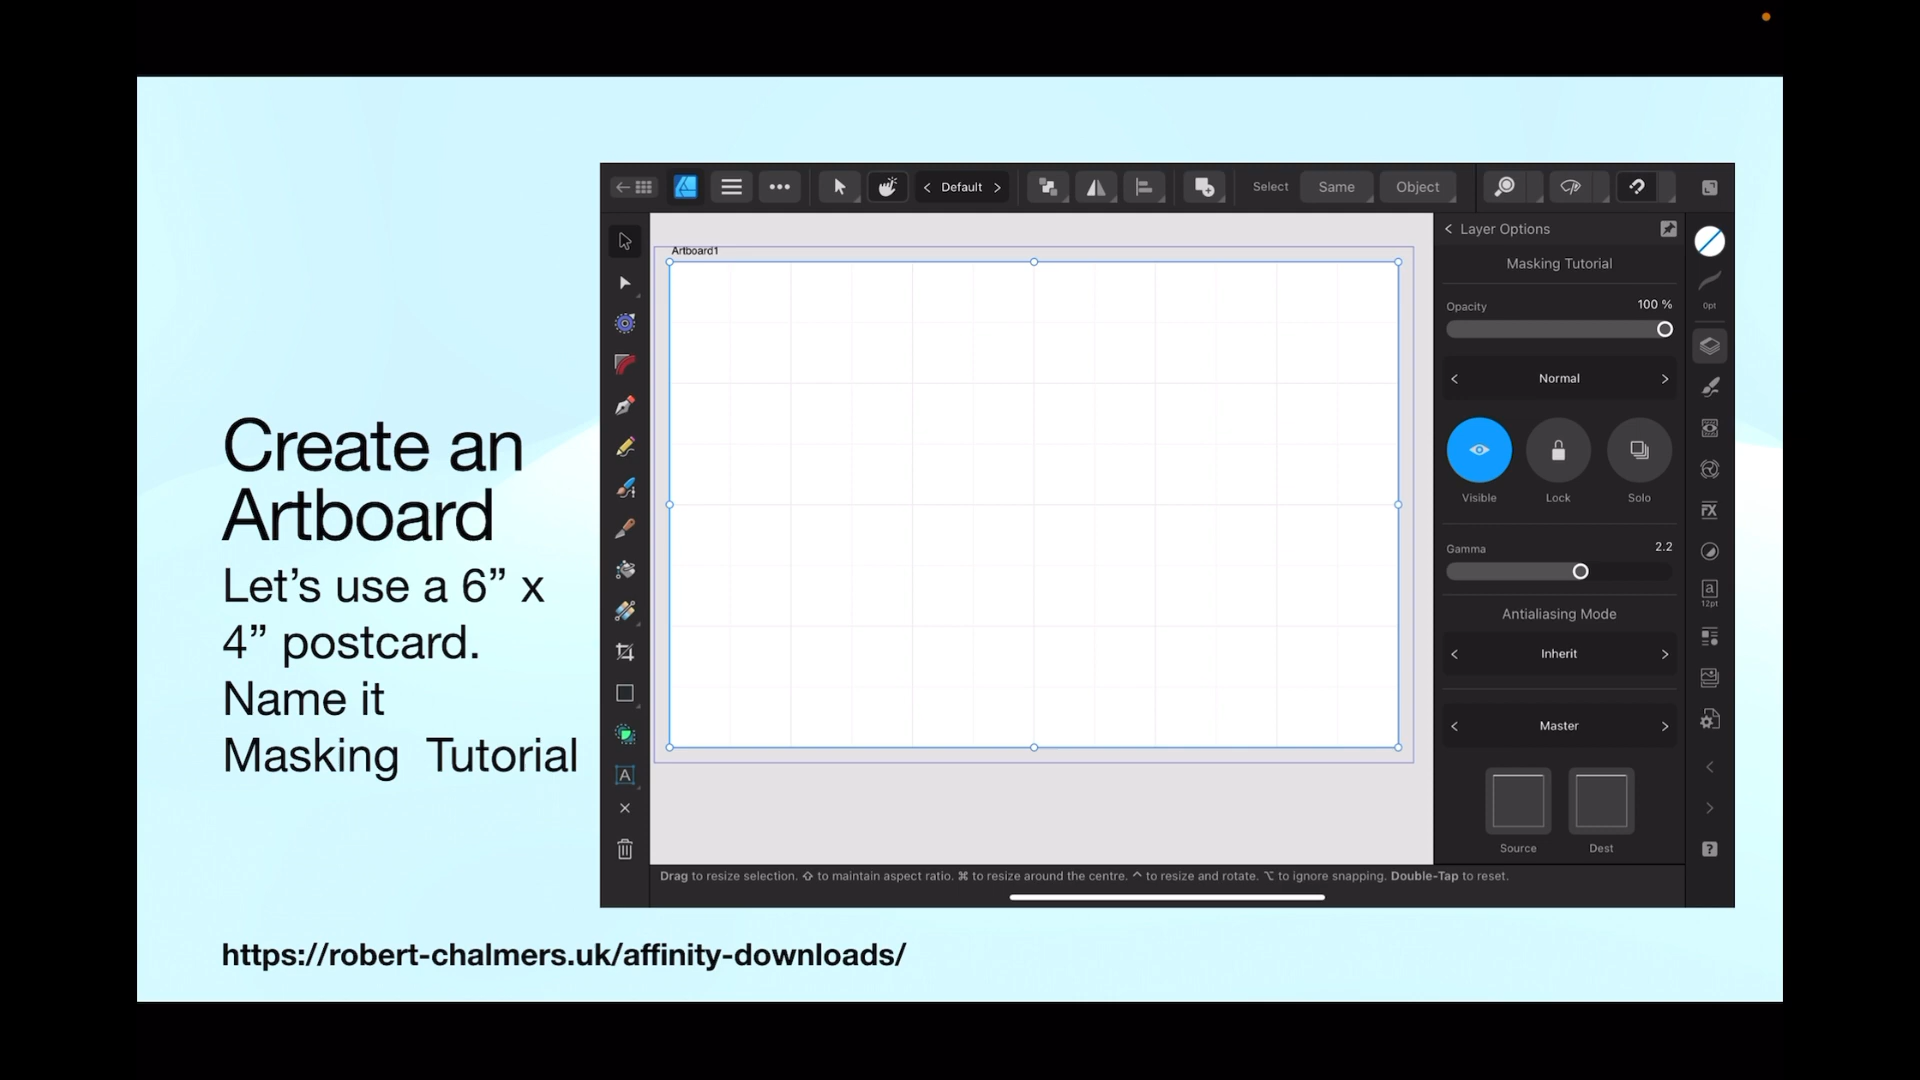 Create an
Artboard
Let’s use a 6” x
4” postcard.
Name it
Masking Tutorial
https://robert-chalmers.uk/affinity-downloads/
Default
Select
Same
Object
Artboard1
Layer Options
Masking Tutorial
Opacity
100 %
Normal
Visible
Lock
Solo
Gamma
2.2
Antialiasing Mode
Inherit
Master
Source
Dest
0pt
FX
a
12pt
A
?
Drag to resize selection. ⇧ to maintain aspect ratio. ⌘ to resize around the centre. ^ to resize and rotate. ⌥ to ignore snapping. Double-Tap to reset.